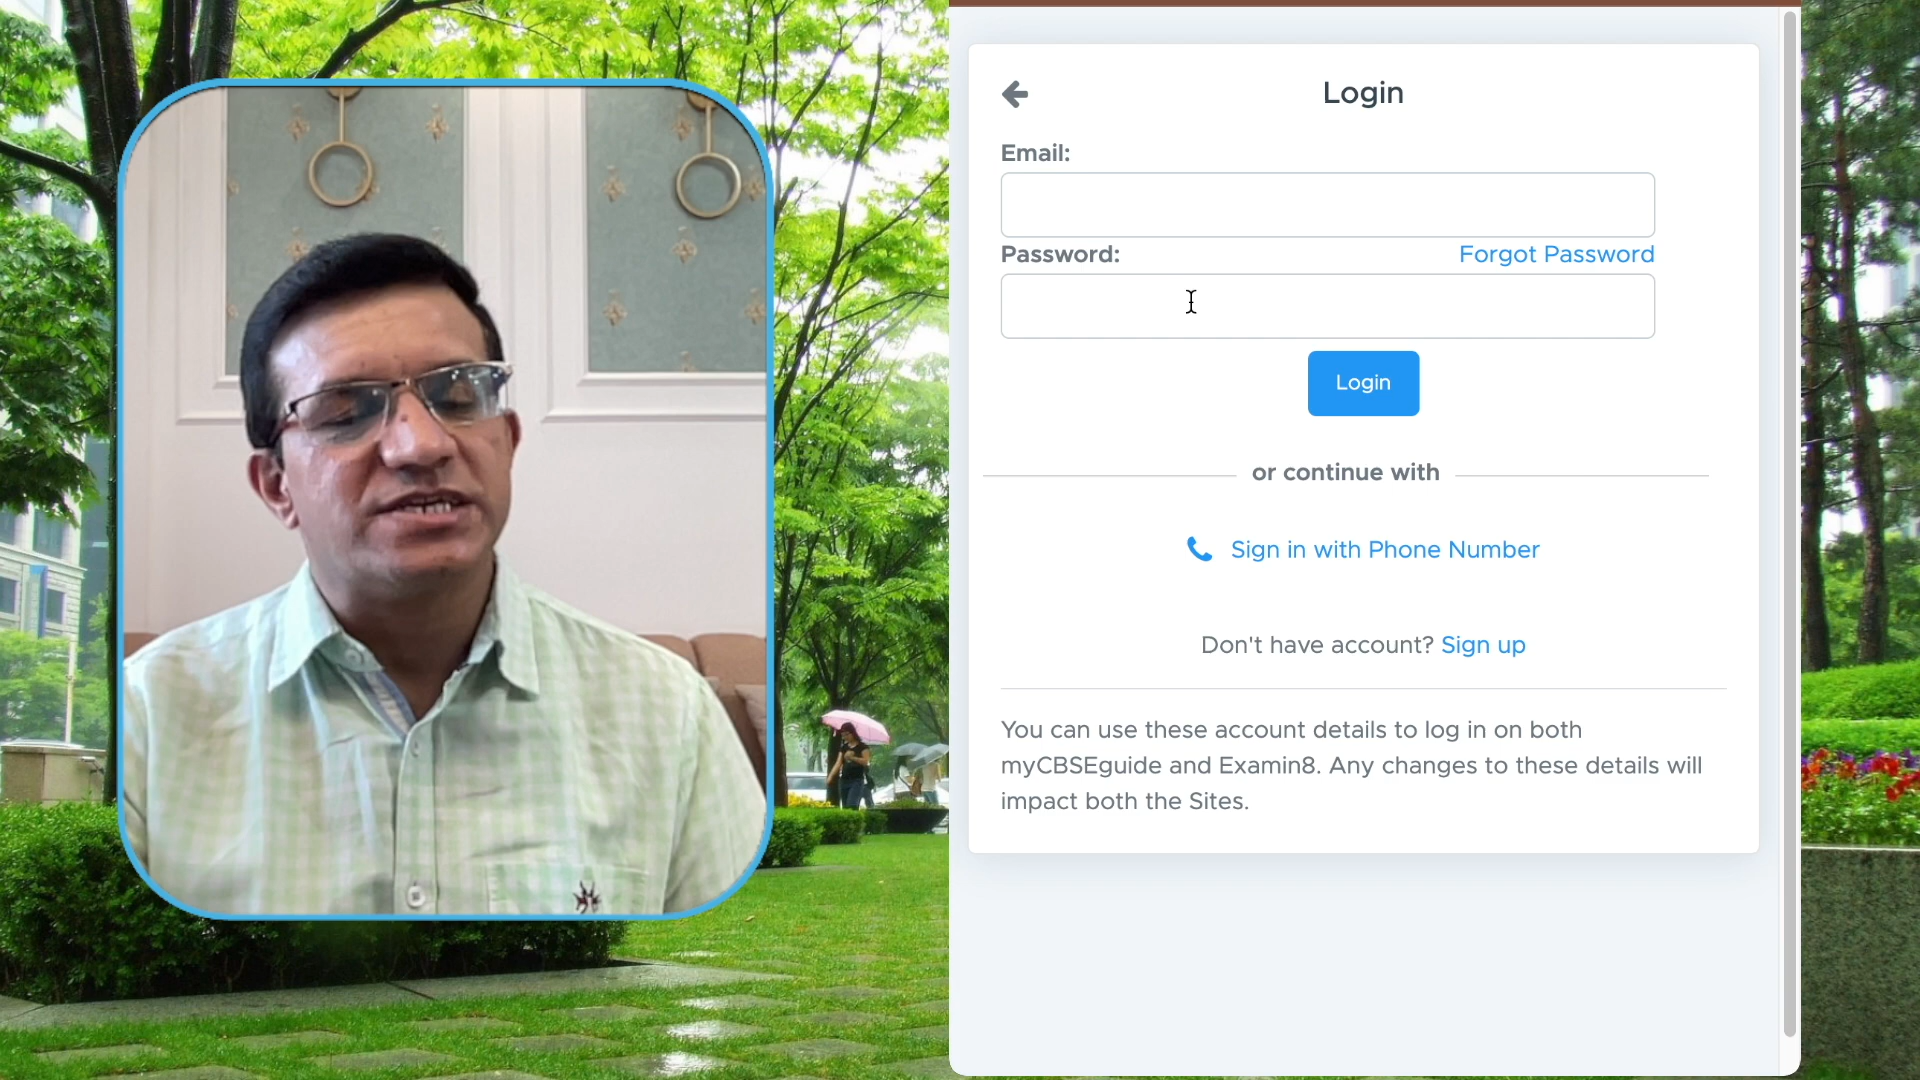 Login
Email:
Password:
Forgot Password
Login
or continue with
Sign in with Phone Number
Don't have account? Sign up
You can use these account details to log in on both
myCBSEguide and Examin8. Any changes to these details will
impact both the Sites.